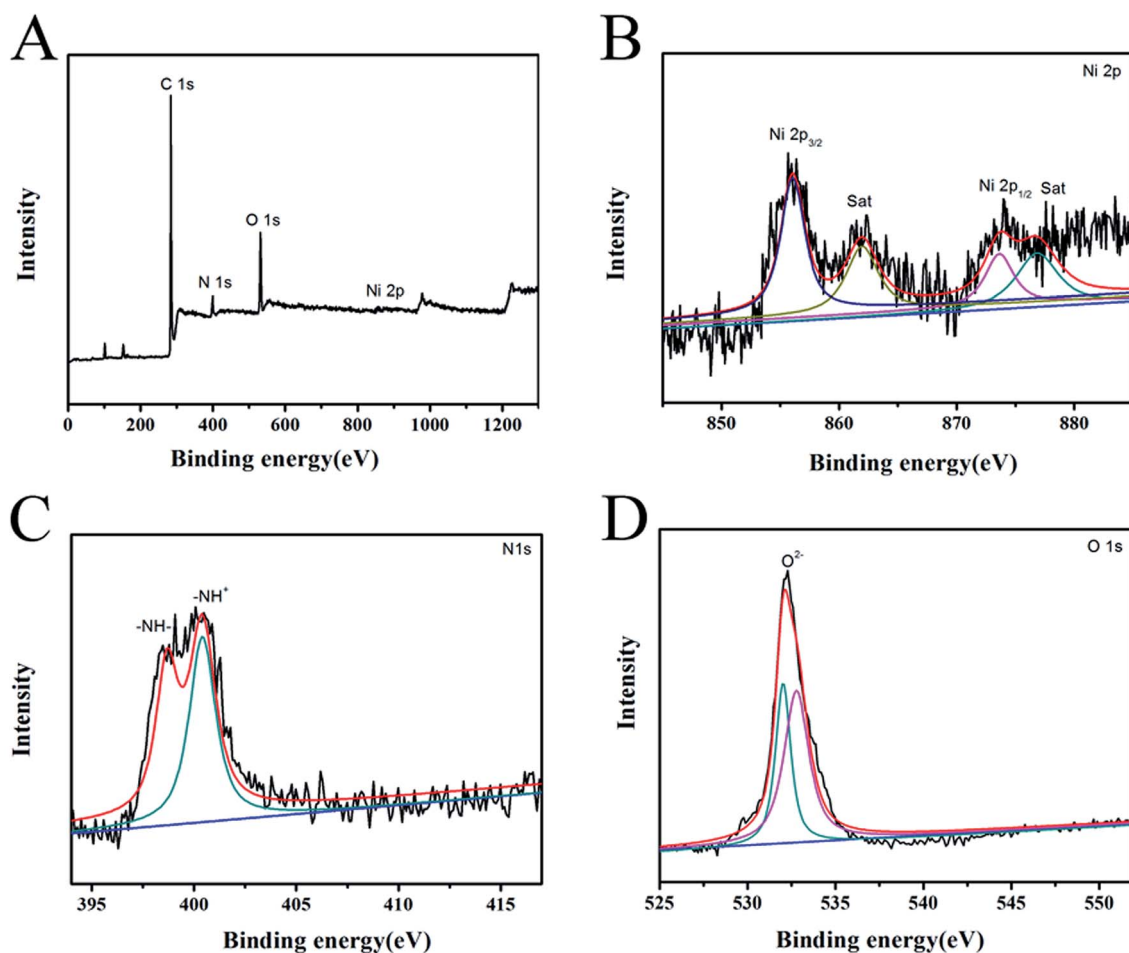 A
C 1s
O 1s
N 1s
Ni 2p
Intensity
0 200 400 600 800 1000 1200
Binding energy(eV)
B
Ni 2p
Ni 2p3/2
Sat
Ni 2p1/2 Sat
Intensity
850 860 870 880
Binding energy(eV)
C
N1s
-NH+
-NH-
Intensity
395 400 405 410 415
Binding energy(eV)
D
O 1s
O2-
Intensity
525 530 535 540 545 550
Binding energy(eV)